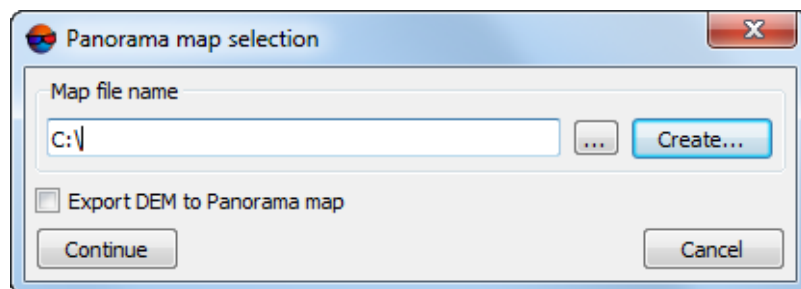 Panorama map selection
Map file name
C:\
... Create...
Export DEM to Panorama map
Continue Cancel